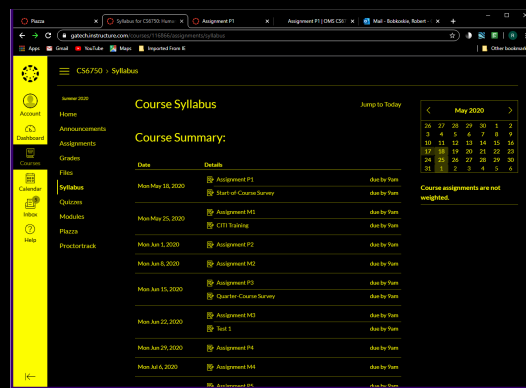 Piazza
Syllabus for CS6750: Hum
Assignment P1
Assignment P1 | OMS CS67
Mail - Bobkoskie, Robert -
gatech.instructure.com/courses/116866/assignments/syllabus
Apps
Gmail
YouTube
Maps
Imported From IE
Other bookmark
CS6750 > Syllabus
Account
Dashboard
Courses
Calendar
Inbox
Help
Summer 2020
Announcements
Assignments
Grades
Files
Syllabus
Quizzes
Modules
Piazza
Proctortrack
Course Syllabus
Jump to Today
Course Summary:
Date Details
Mon May 18, 2020
Assignment P1 due by 9am
Start-of-Course Survey due by 9am
Mon May 25, 2020
Assignment M1 due by 9am
CITI Training due by 9am
Mon Jun 1, 2020 Assignment P2 due by 9am
Mon Jun 8, 2020 Assignment M2 due by 9am
Mon Jun 15, 2020
Assignment P3 due by 9am
Quarter-Course Survey due by 9am
Mon Jun 22, 2020
Assignment M3 due by 9am
Test 1 due by 9am
Mon Jun 29, 2020 Assignment P4 due by 9am
Mon Jul 6, 2020 Assignment M4 due by 9am
Assignment P5 due by 9am
May 2020
26 27 28 29 30 1 2
3 4 5 6 7 8 9
10 11 12 13 14 15 16
17 18 19 20 21 22 23
24 25 26 27 28 29 30
31 1 2 3 4 5 6
Course assignments are not
weighted.